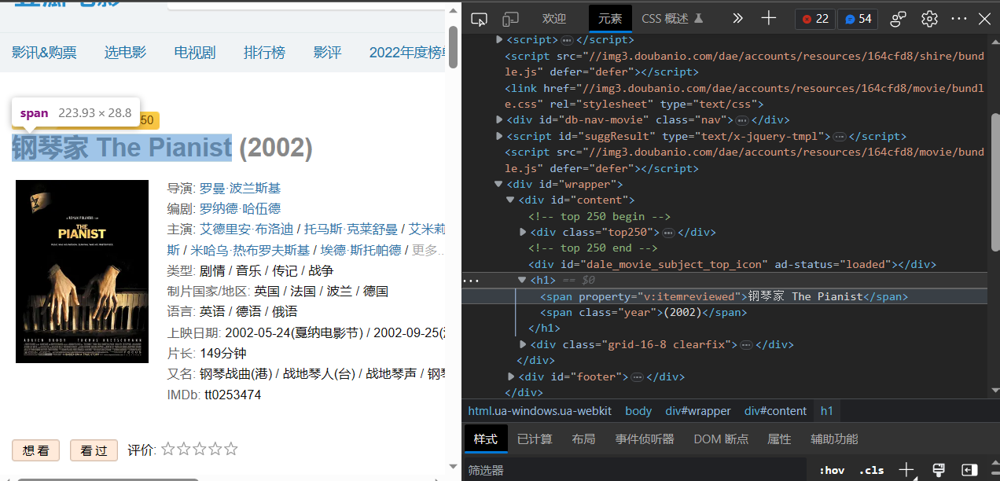 豆瓣电影
影讯&购票 选电影 电视剧 排行榜 影评 2022年度榜单
span 223.93 × 28.8
50
钢琴家 The Pianist (2002)
THE
PIANIST
导演: 罗曼·波兰斯基
编剧: 罗纳德·哈伍德
主演: 艾德里安·布洛迪 / 托马斯·克莱舒曼 / 艾米莉
斯 / 米哈乌·热布罗夫斯基 / 埃德·斯托帕德 / 更多...
类型: 剧情 / 音乐 / 传记 / 战争
制片国家/地区: 英国 / 法国 / 波兰 / 德国
语言: 英语 / 德语 / 俄语
上映日期: 2002-05-24(戛纳电影节) / 2002-09-25(
片长: 149分钟
又名: 钢琴战曲(港) / 战地琴人(台) / 战地琴声 / 钢琴
IMDb: tt0253474
想看 看过 评价:
欢迎 元素 CSS 概述 22 54
<script> ⋯ </script>
<script src="//img3.doubanio.com/dae/accounts/resources/164cfd8/shire/bund
le.js" defer="defer"></script>
<link href="//img3.doubanio.com/dae/accounts/resources/164cfd8/movie/bundl
e.css" rel="stylesheet" type="text/css">
<div id="db-nav-movie" class="nav"> ⋯ </div>
<script id="suggResult" type="text/x-jquery-tmpl"> ⋯ </script>
<script src="//img3.doubanio.com/dae/accounts/resources/164cfd8/movie/bund
le.js" defer="defer"></script>
<div id="wrapper">
<div id="content">
<!-- top 250 begin -->
<div class="top250"> ⋯ </div>
<!-- top 250 end -->
<div id="dale_movie_subject_top_icon" ad-status="loaded"></div>
⋯ <h1> == $0
<span property="v:itemreviewed">钢琴家 The Pianist</span>
<span class="year">(2002)</span>
</h1>
<div class="grid-16-8 clearfix"> ⋯ </div>
</div>
<div id="footer"> ⋯ </div>
</div>
html.ua-windows.ua-webkit body div#wrapper div#content h1
样式 已计算 布局 事件侦听器 DOM 断点 属性 辅助功能
筛选器 :hov .cls